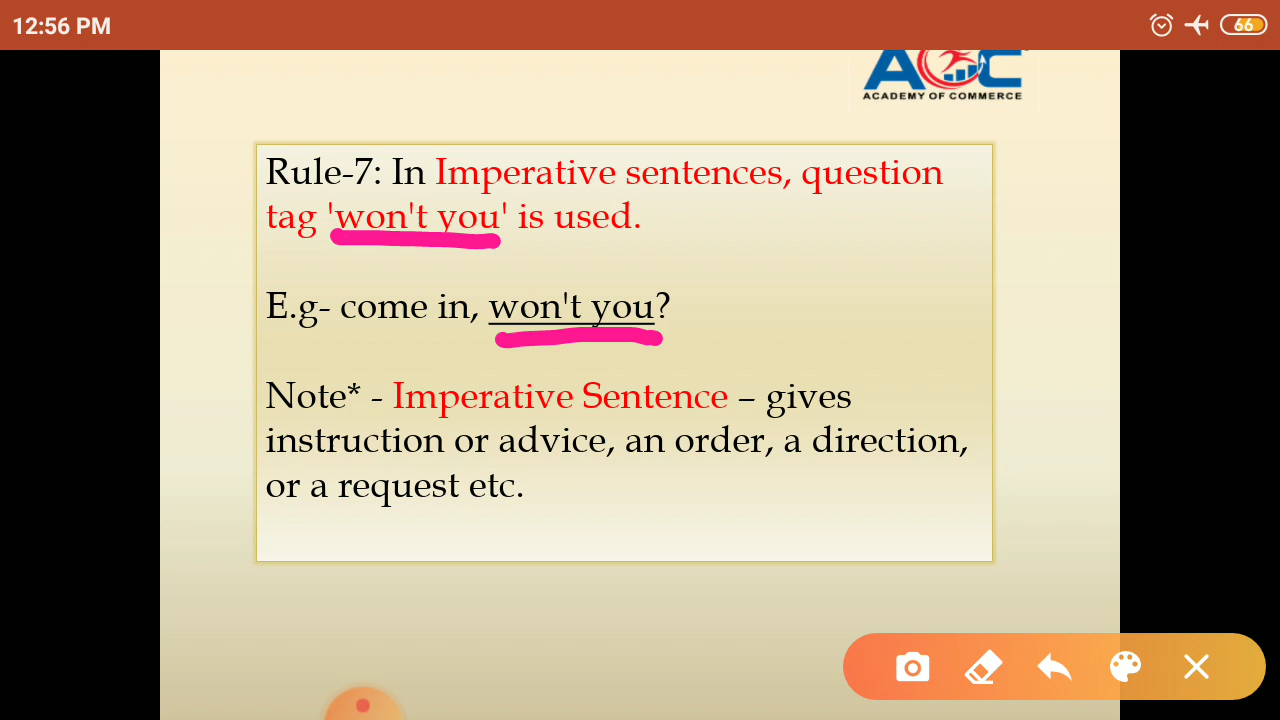 12:56 PM
66
AOC
ACADEMY OF COMMERCE
Rule-7: In Imperative sentences, question
tag 'won't you' is used.
E.g- come in, won't you?
Note* - Imperative Sentence – gives
instruction or advice, an order, a direction,
or a request etc.